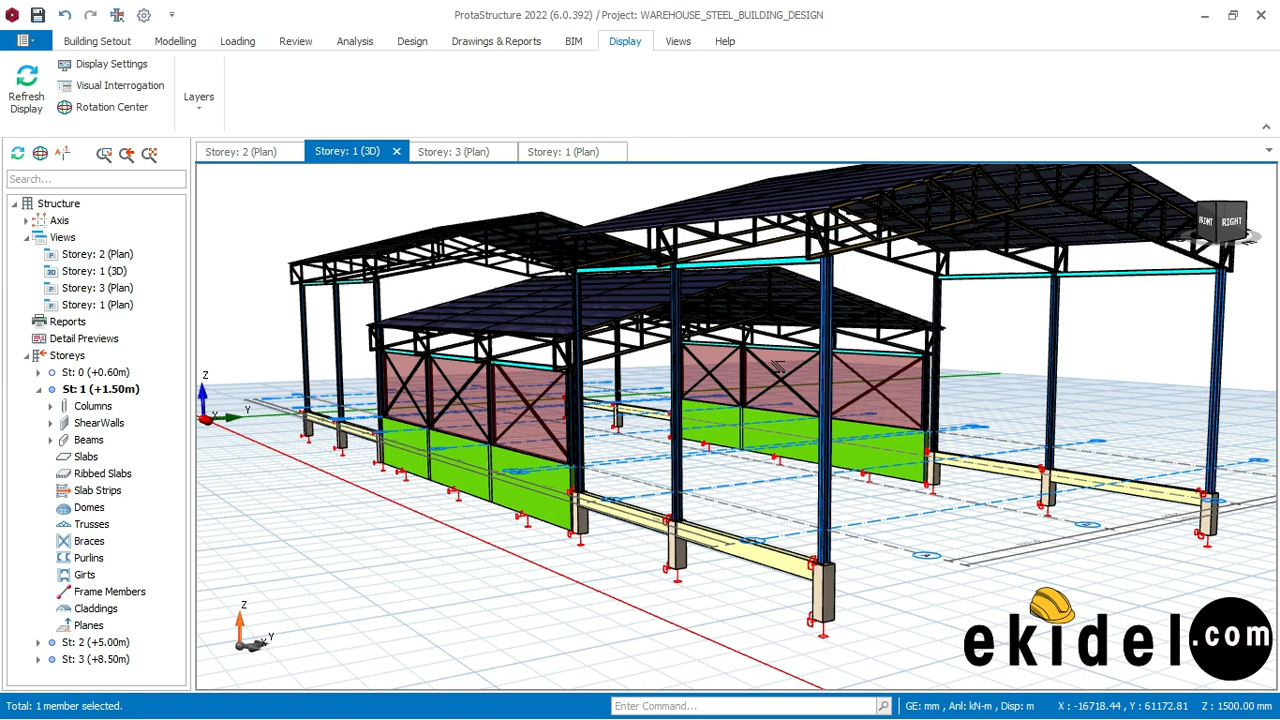 ProtaStructure 2022 (6.0.392) / Project: WAREHOUSE_STEEL_BUILDING_DESIGN
Building Setout Modelling Loading Review Analysis Design Drawings & Reports BIM Display Views Help
Refresh Display
Display Settings
Visual Interrogation
Rotation Center
Layers
Storey: 2 (Plan) Storey: 1 (3D) Storey: 3 (Plan) Storey: 1 (Plan)
Search...
Structure
Axis
Views
Storey: 2 (Plan)
Storey: 1 (3D)
Storey: 3 (Plan)
Storey: 1 (Plan)
Reports
Detail Previews
Storeys
St: 0 (+0.60m)
St: 1 (+1.50m)
Columns
ShearWalls
Beams
Slabs
Ribbed Slabs
Slab Strips
Domes
Trusses
Braces
Purlins
Girts
Frame Members
Claddings
Planes
St: 2 (+5.00m)
St: 3 (+8.50m)
Z
Y
X
Z
Y
X
RIGHT
ekidel.com
Total: 1 member selected.
Enter Command...
GE: mm , Anl: kN-m , Disp: m
X : -16718.44 , Y : 61172.81
Z : 1500.00 mm